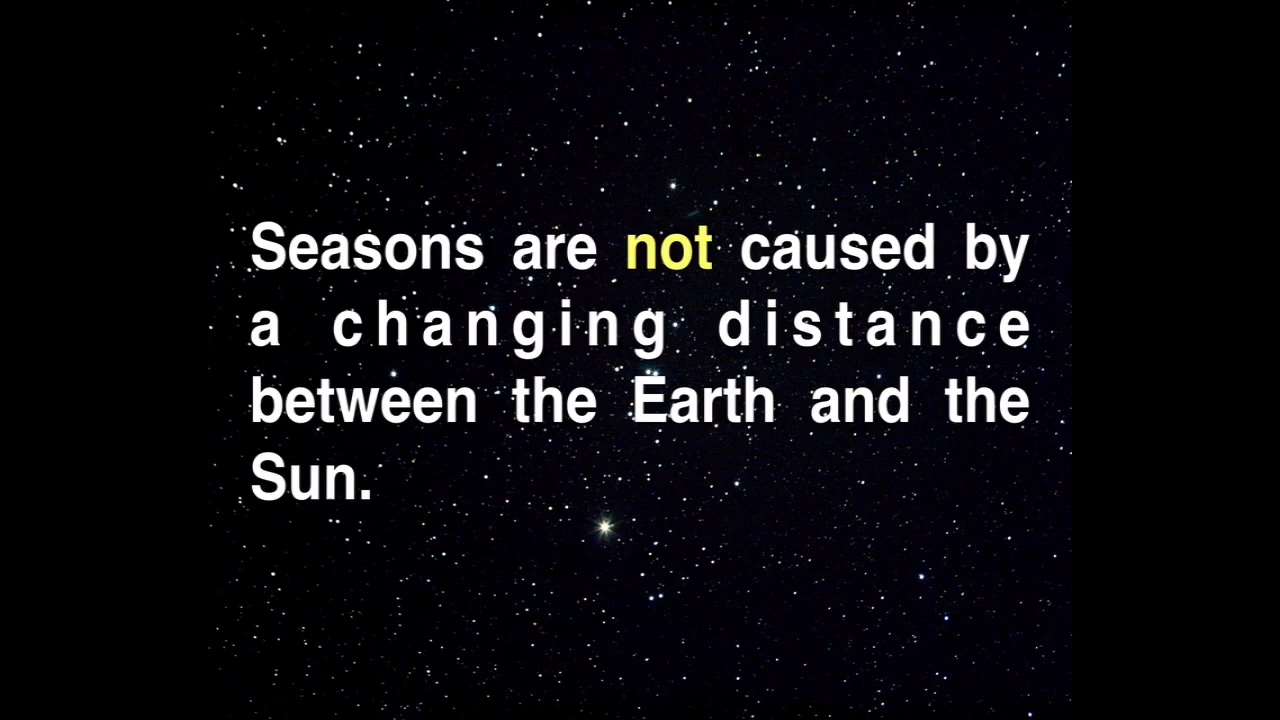 Seasons are not caused by
a changing distance
between the Earth and the
Sun.